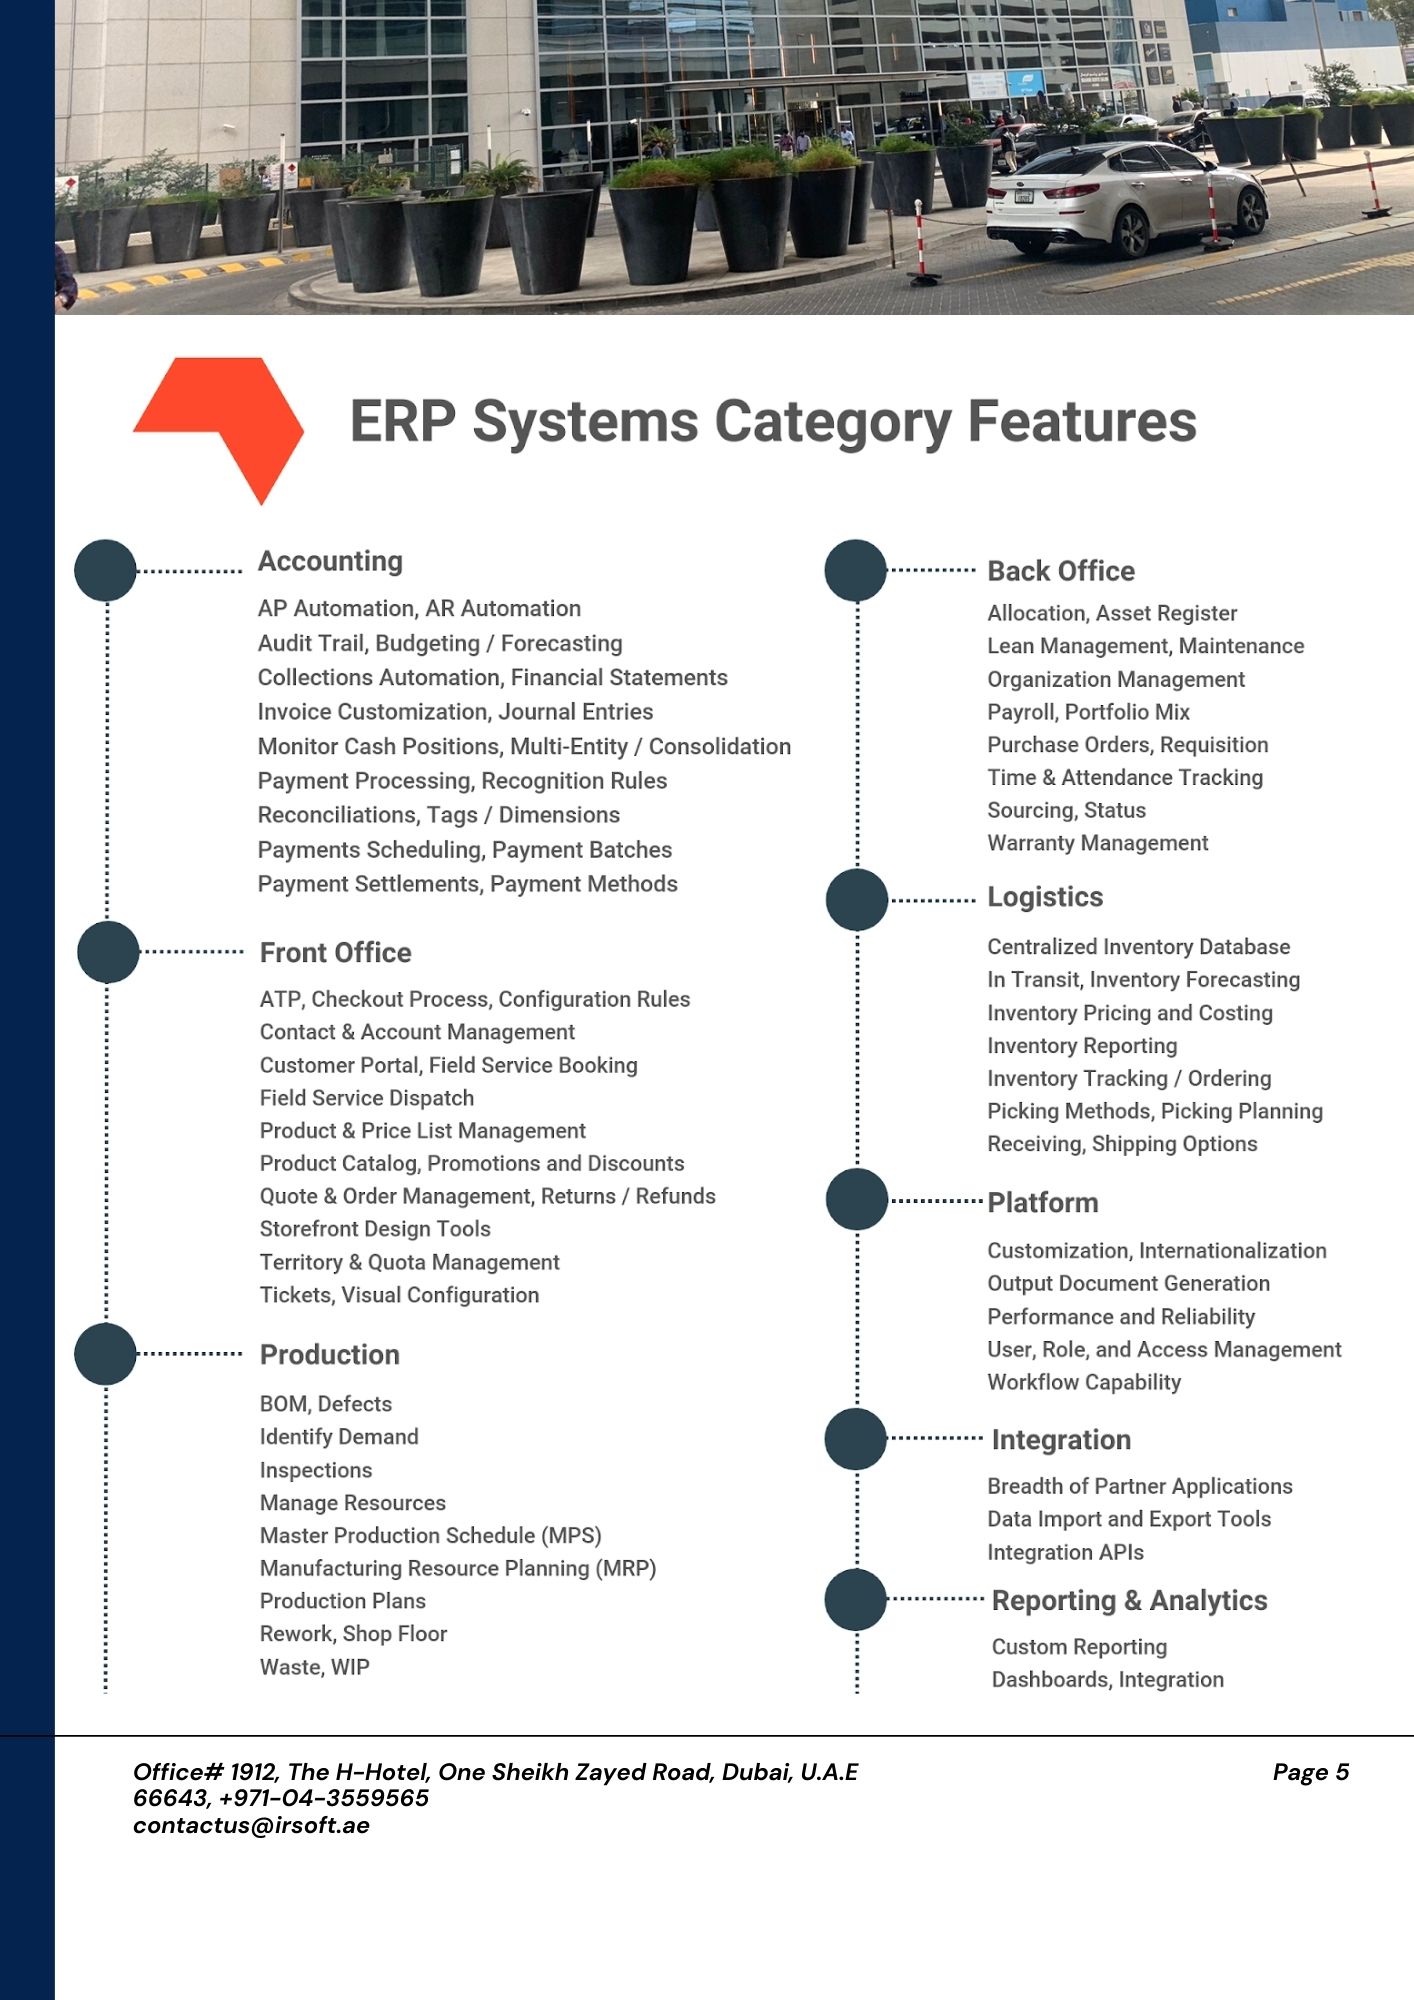 ERP Systems Category Features
Accounting
AP Automation, AR Automation
Audit Trail, Budgeting / Forecasting
Collections Automation, Financial Statements
Invoice Customization, Journal Entries
Monitor Cash Positions, Multi-Entity / Consolidation
Payment Processing, Recognition Rules
Reconciliations, Tags / Dimensions
Payments Scheduling, Payment Batches
Payment Settlements, Payment Methods
Front Office
ATP, Checkout Process, Configuration Rules
Contact & Account Management
Customer Portal, Field Service Booking
Field Service Dispatch
Product & Price List Management
Product Catalog, Promotions and Discounts
Quote & Order Management, Returns / Refunds
Storefront Design Tools
Territory & Quota Management
Tickets, Visual Configuration
Production
BOM, Defects
Identify Demand
Inspections
Manage Resources
Master Production Schedule (MPS)
Manufacturing Resource Planning (MRP)
Production Plans
Rework, Shop Floor
Waste, WIP
Back Office
Allocation, Asset Register
Lean Management, Maintenance
Organization Management
Payroll, Portfolio Mix
Purchase Orders, Requisition
Time & Attendance Tracking
Sourcing, Status
Warranty Management
Logistics
Centralized Inventory Database
In Transit, Inventory Forecasting
Inventory Pricing and Costing
Inventory Reporting
Inventory Tracking / Ordering
Picking Methods, Picking Planning
Receiving, Shipping Options
Platform
Customization, Internationalization
Output Document Generation
Performance and Reliability
User, Role, and Access Management
Workflow Capability
Integration
Breadth of Partner Applications
Data Import and Export Tools
Integration APIs
Reporting & Analytics
Custom Reporting
Dashboards, Integration
Office# 1912, The H-Hotel, One Sheikh Zayed Road, Dubai, U.A.E
66643, +971-04-3559565
contactus@irsoft.ae
Page 5